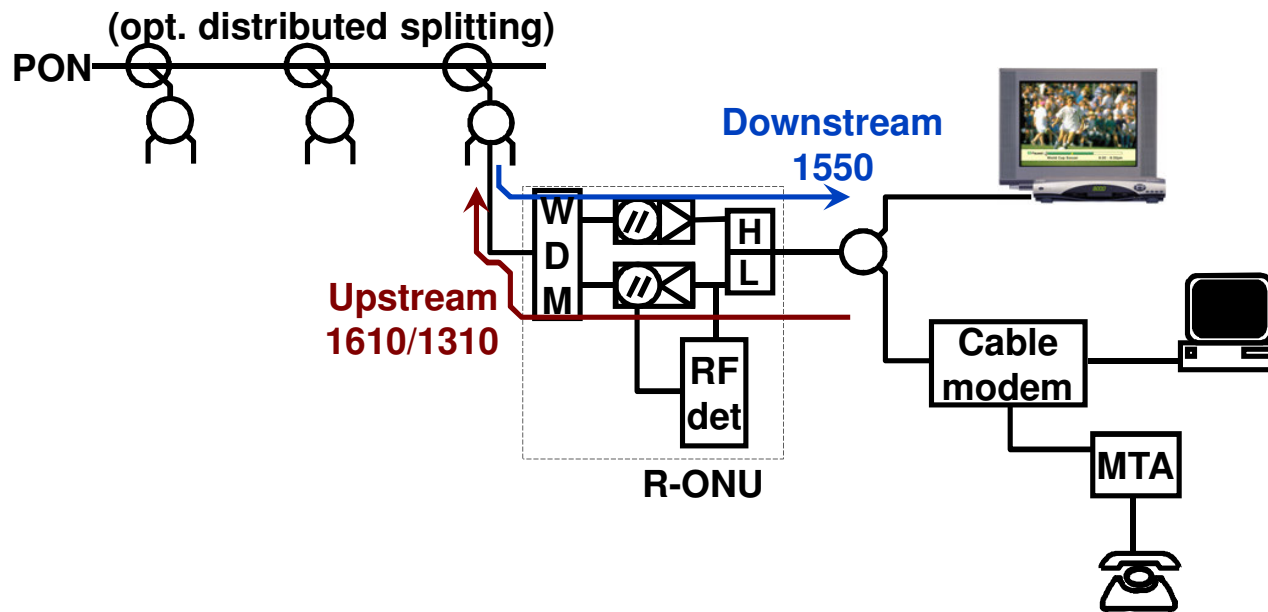 (opt. distributed splitting)
PON
Downstream
1550
W
D
M
H
L
Upstream
1610/1310
RF
det
R-ONU
Cable
modem
MTA